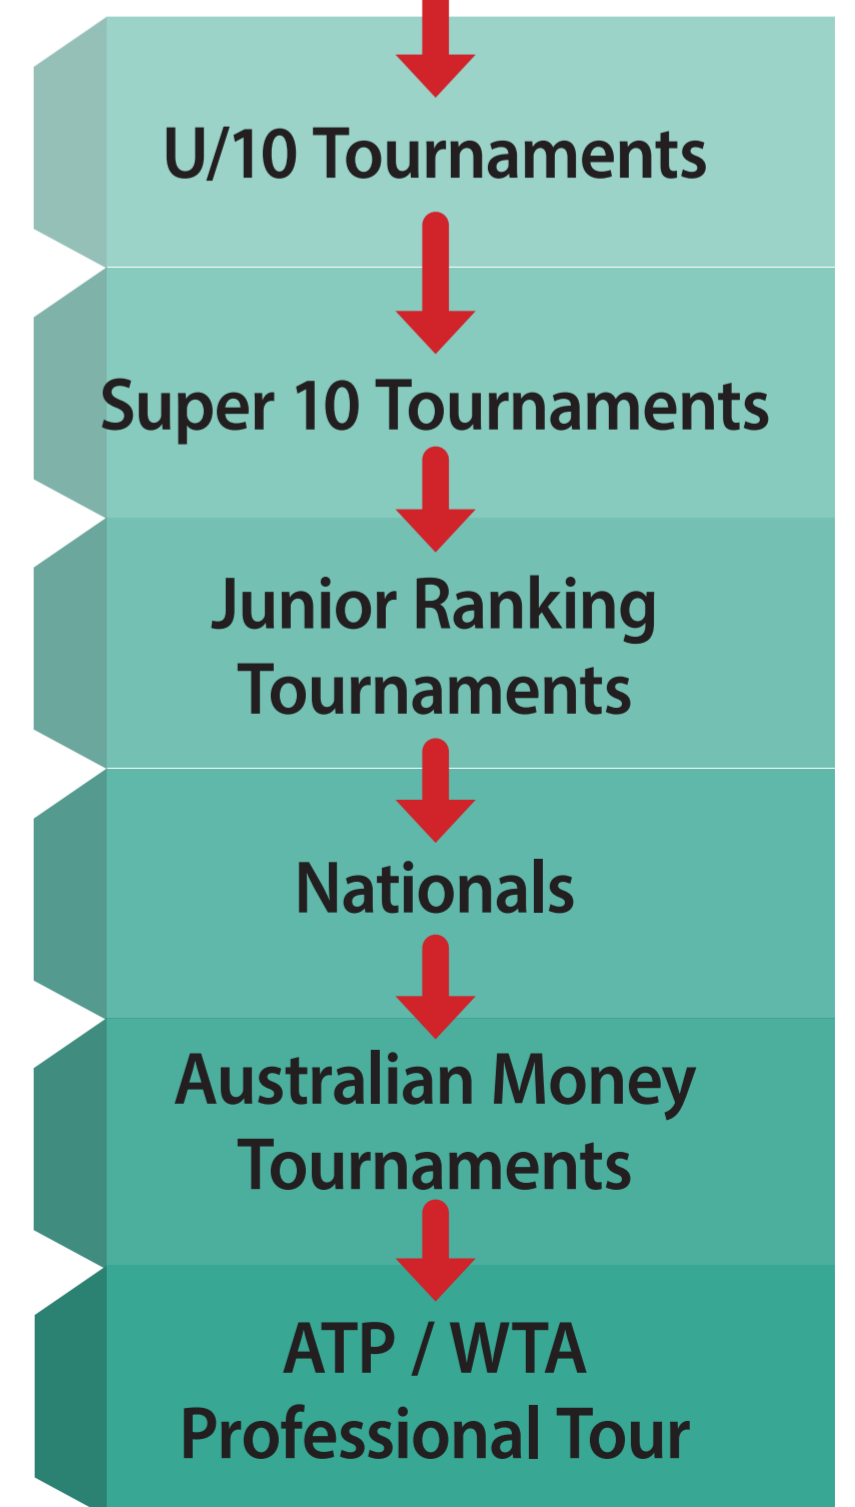 U/10 Tournaments
Super 10 Tournaments
Junior Ranking
Tournaments
Nationals
Australian Money
Tournaments
ATP / WTA
Professional Tour